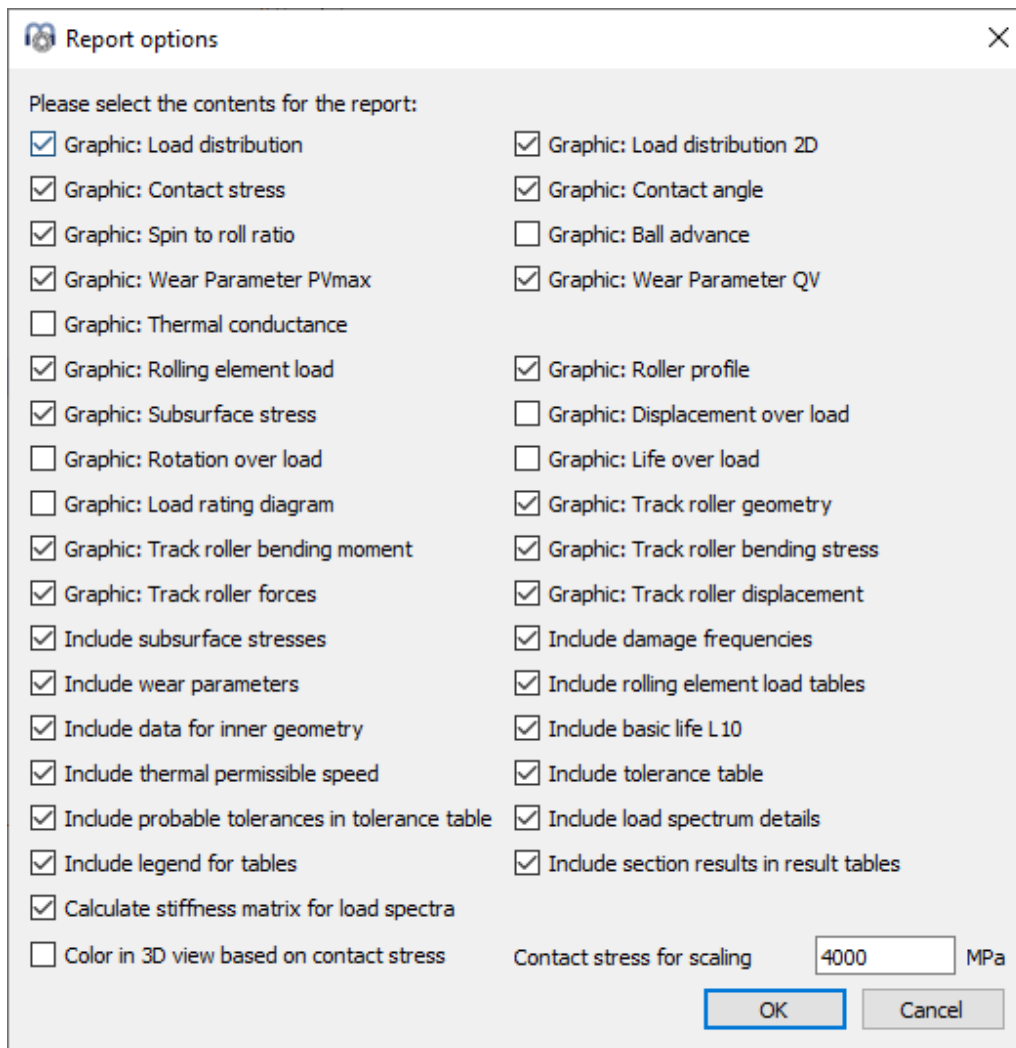 Report options
Please select the contents for the report:
Graphic: Load distribution Graphic: Load distribution 2D
Graphic: Contact stress Graphic: Contact angle
Graphic: Spin to roll ratio Graphic: Ball advance
Graphic: Wear Parameter PVmax Graphic: Wear Parameter QV
Graphic: Thermal conductance
Graphic: Rolling element load Graphic: Roller profile
Graphic: Subsurface stress Graphic: Displacement over load
Graphic: Rotation over load Graphic: Life over load
Graphic: Load rating diagram Graphic: Track roller geometry
Graphic: Track roller bending moment Graphic: Track roller bending stress
Graphic: Track roller forces Graphic: Track roller displacement
Include subsurface stresses Include damage frequencies
Include wear parameters Include rolling element load tables
Include data for inner geometry Include basic life L10
Include thermal permissible speed Include tolerance table
Include probable tolerances in tolerance table Include load spectrum details
Include legend for tables Include section results in result tables
Calculate stiffness matrix for load spectra
Color in 3D view based on contact stress Contact stress for scaling 4000 MPa
OK Cancel